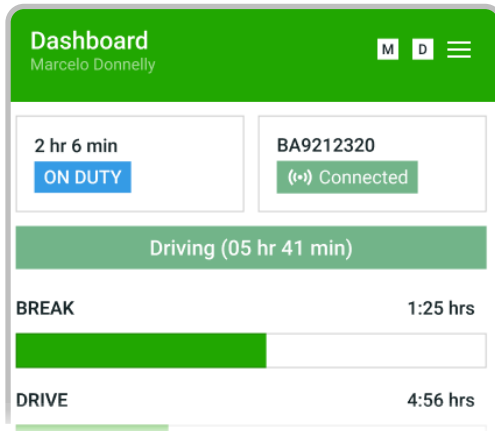 Dashboard
Marcelo Donnelly
M D
2 hr 6 min
ON DUTY
BA9212320
Connected
Driving (05 hr 41 min)
BREAK 1:25 hrs
DRIVE 4:56 hrs